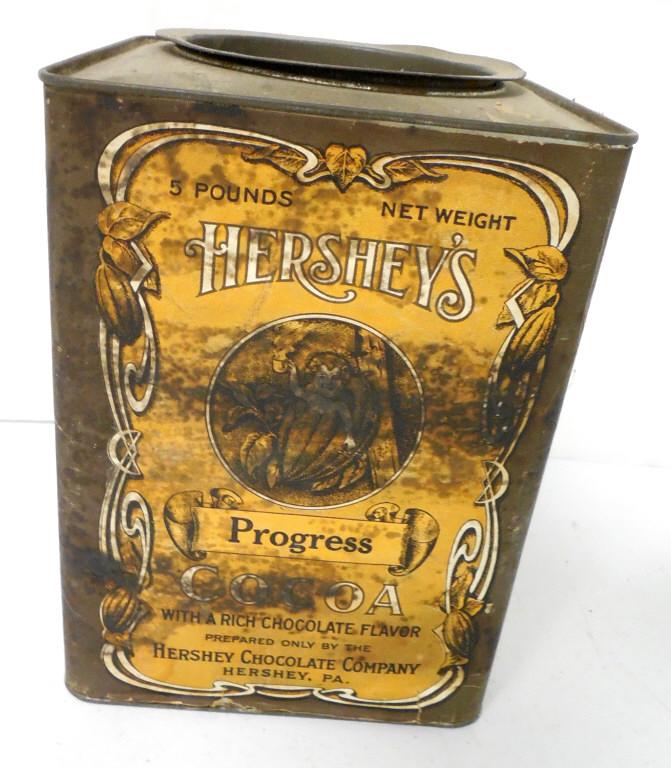 5 POUNDS NET WEIGHT
HERSHEY'S
Progress
COCOA
WITH A RICH CHOCOLATE FLAVOR
PREPARED ONLY BY THE
HERSHEY CHOCOLATE COMPANY
HERSHEY, PA.